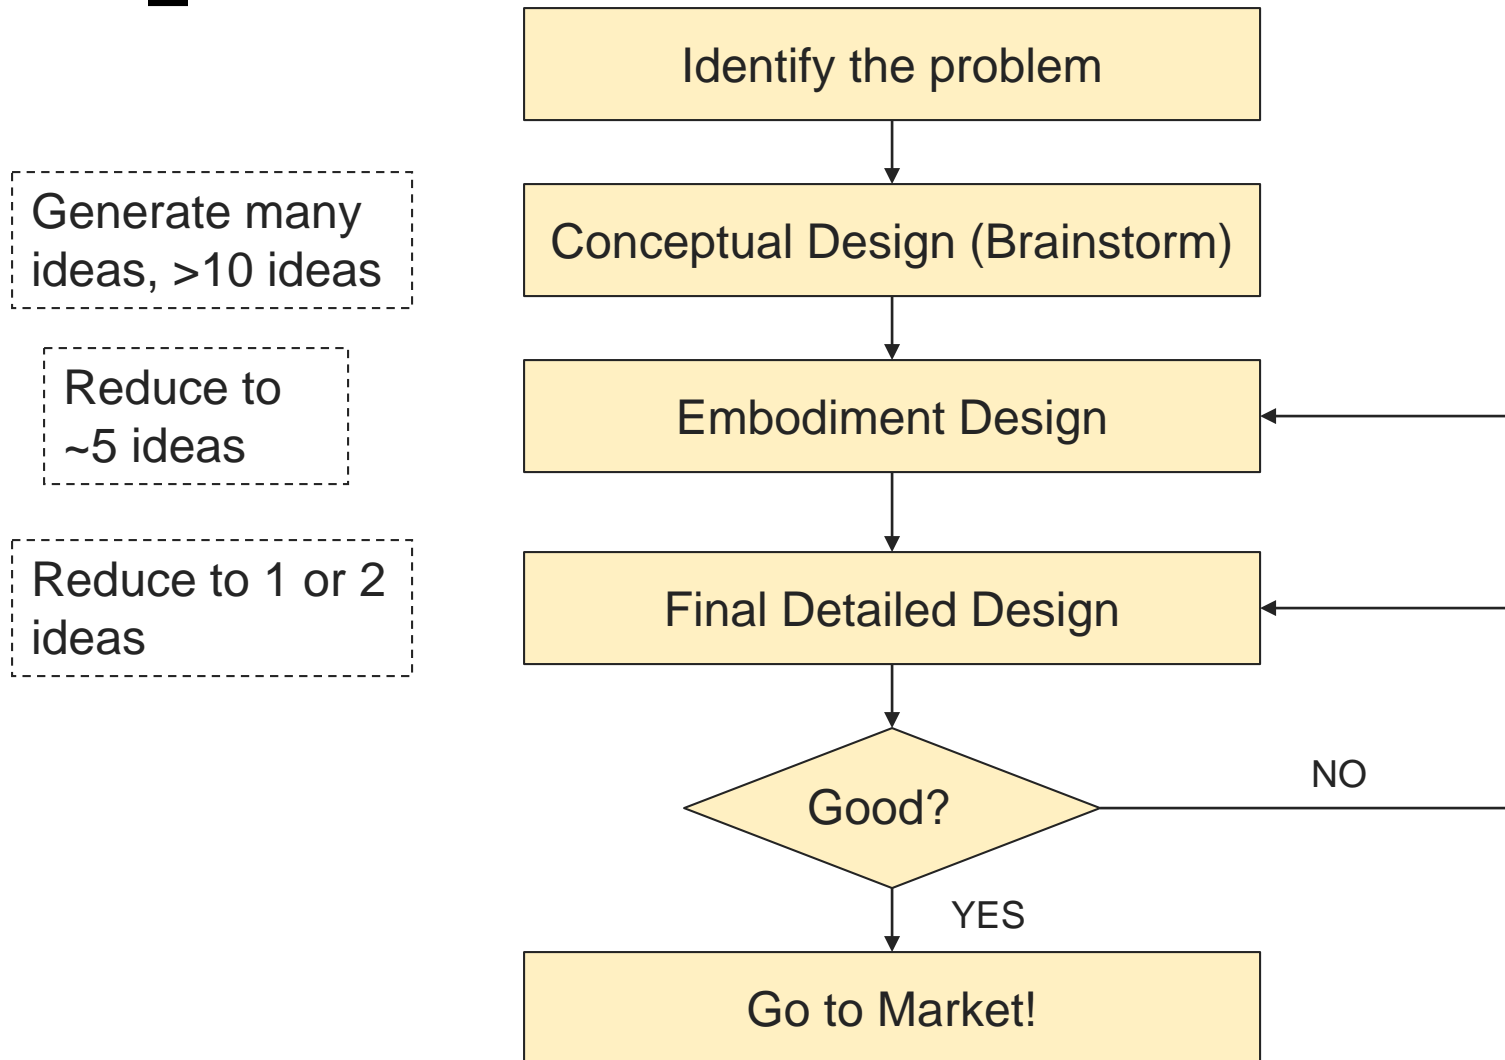 Identify the problem
Generate many
ideas, >10 ideas
Conceptual Design (Brainstorm)
Reduce to
~5 ideas
Embodiment Design
Reduce to 1 or 2
ideas
Final Detailed Design
Good?
NO
YES
Go to Market!